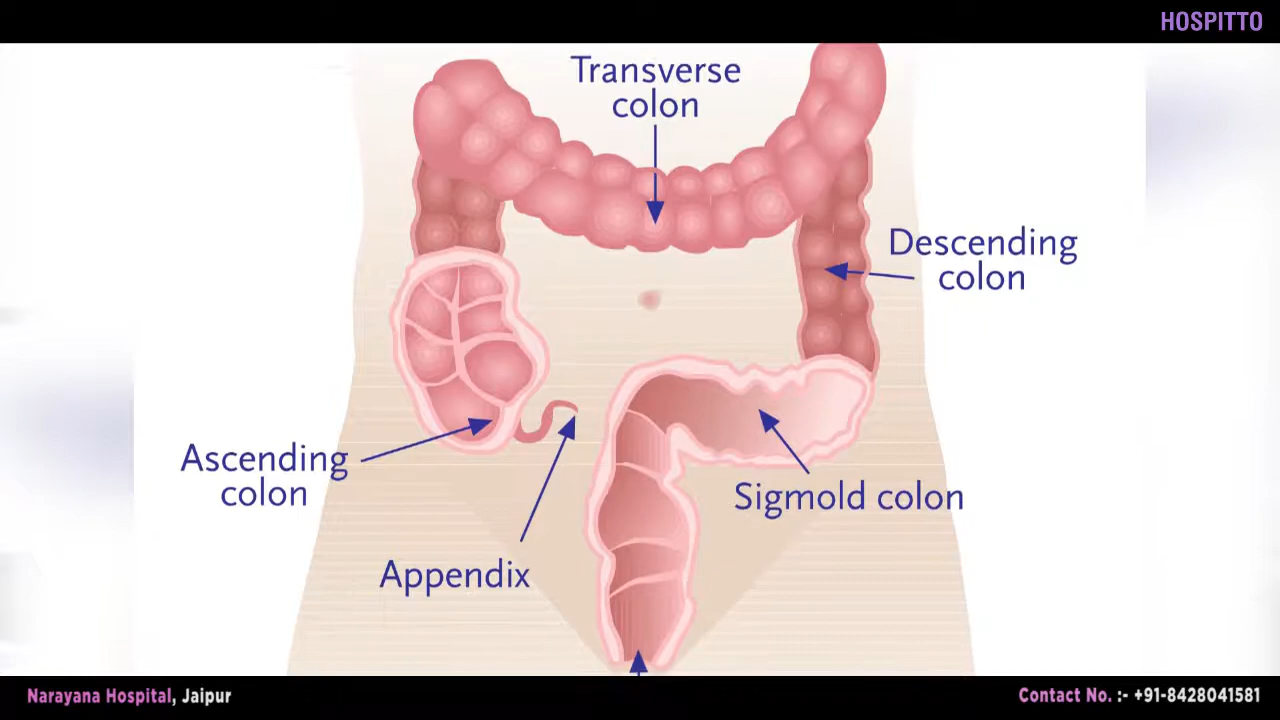 HOSPITTO
Transverse
colon
Descending
colon
Ascending
colon
Sigmold colon
Appendix
Narayana Hospital, Jaipur
Contact No. :- +91-8428041581